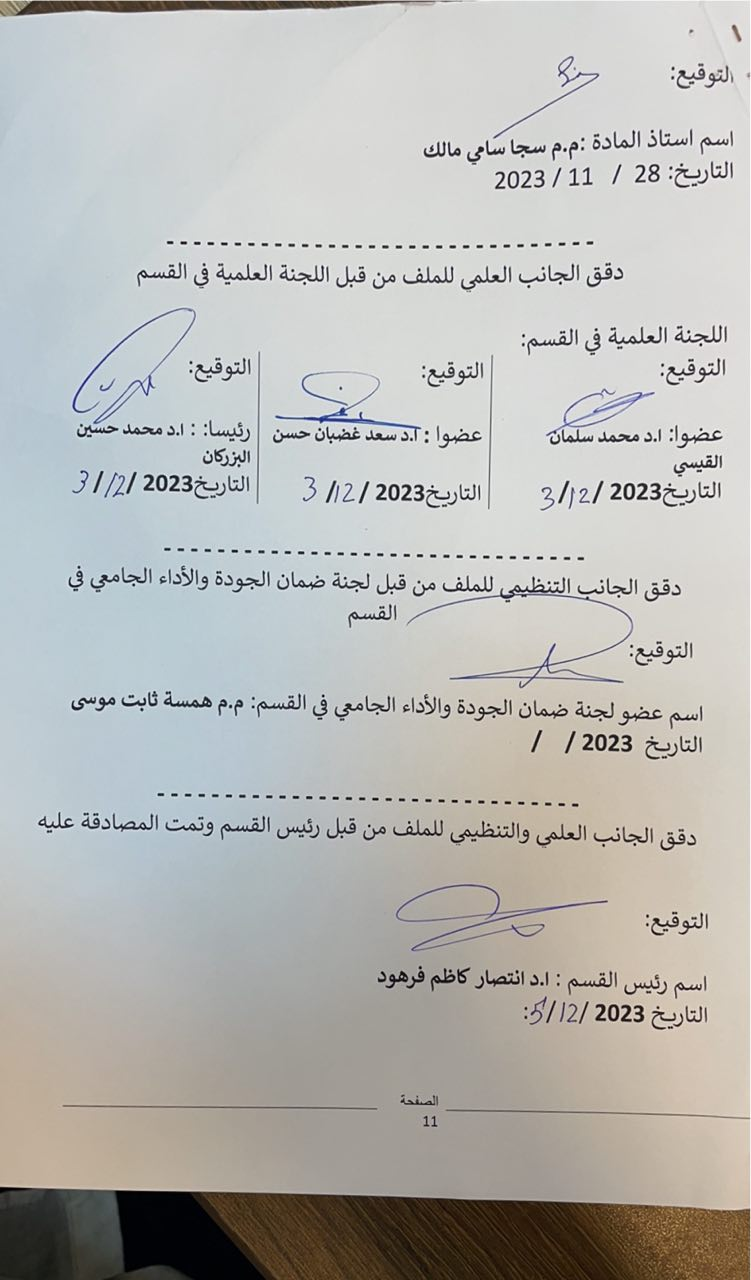 التوقيع:
اسم استاذ المادة :م.م سجا سامي مالك
التاريخ: 28 / 11 / 2023
دقق الجانب العلمي للملف من قبل اللجنة العلمية في القسم
اللجنة العلمية في القسم:
التوقيع:
عضوا: ا.د محمد سلمان
القيسي
التاريخ2023 /12/3
التوقيع:
عضوا : ا.د سعد غضبان حسن
التاريخ2023 /12/ 3
التوقيع:
رئيسا: : ا.د محمد حسين
البزركان
التاريخ2023 /12/ 3
دقق الجانب التنظيمي للملف من قبل لجنة ضمان الجودة والأداء الجامعي في
القسم
التوقيع:
اسم عضو لجنة ضمان الجودة والأداء الجامعي في القسم: م.م همسة ثابت موسى
التاريخ 2023 / /
دقق الجانب العلمي والتنظيمي للملف من قبل رئيس القسم وتمت المصادقة عليه
التوقيع:
اسم رئيس القسم : ا.د انتصار كاظم فرهود
التاريخ 2023 /12/5:
الصفحة
11